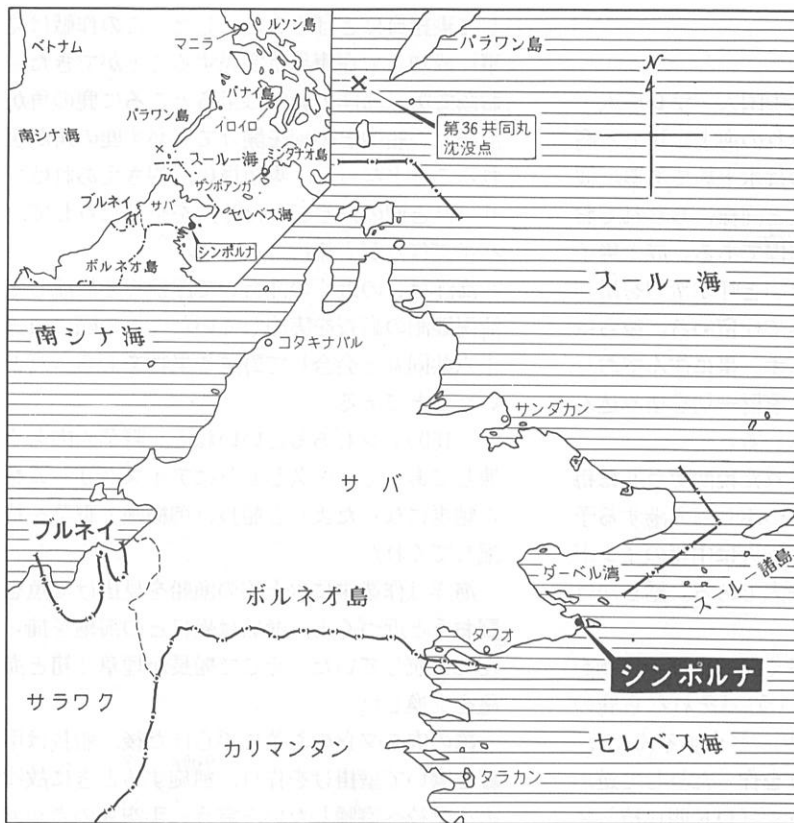 ベトナム
マニラ
ルソン島
パナイ島
パラワン島
イロイロ
南シナ海
ミンダナオ島
スールー海
ザンボアンガ
ブルネイ
サバ
セレベス海
シンポルナ
ボルネオ島
パラワン島
N
第36共同丸
沈没点
スールー海
南シナ海
コタキナバル
サンダカン
サバ
ブルネイ
ダーベル湾
スールー諸島
ボルネオ島
タワオ
シンポルナ
サラワク
カリマンタン
セレベス海
タラカン